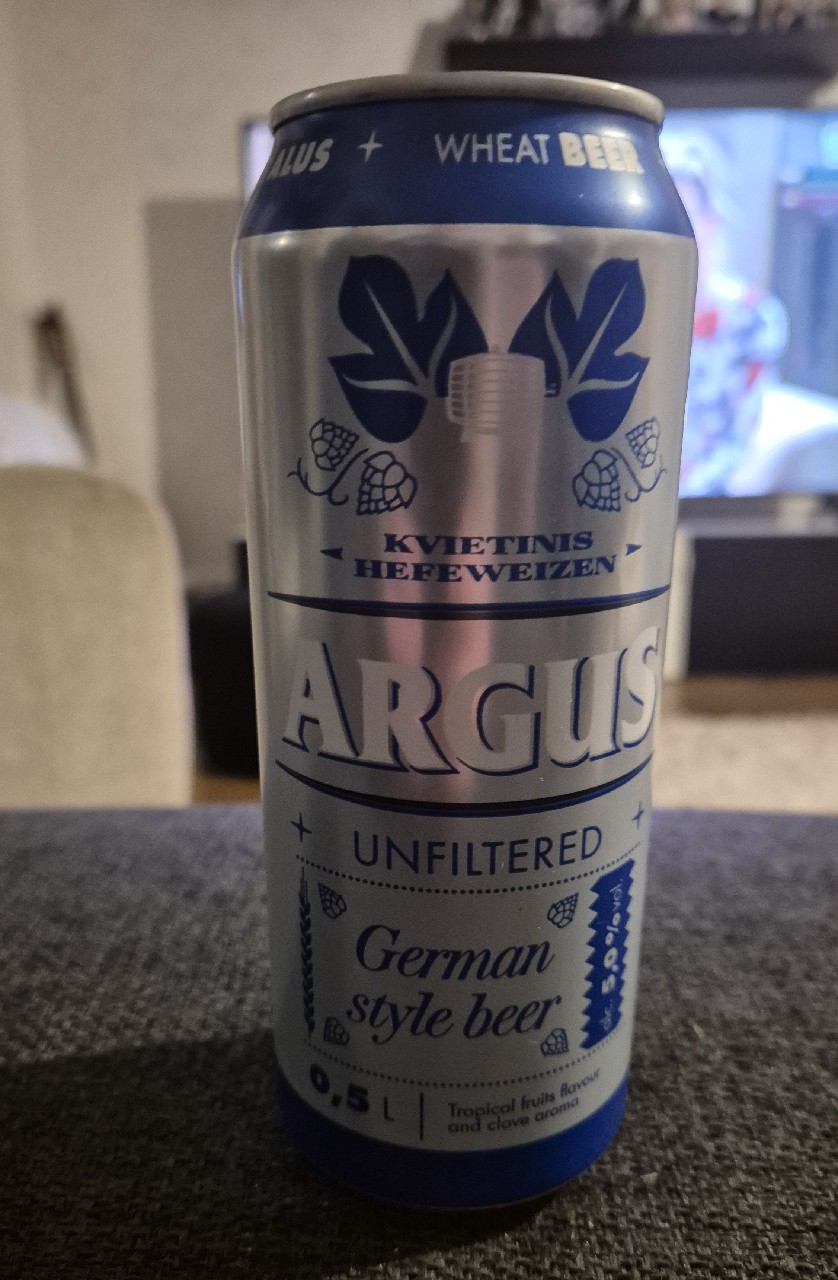 ALUS + WHEAT BEER
KVIETINIS
HEFEWEIZEN
ARGUS
UNFILTERED
German
style beer
alc. 5,0% vol.
0,5 L
Tropical fruits flavour
and clove aroma